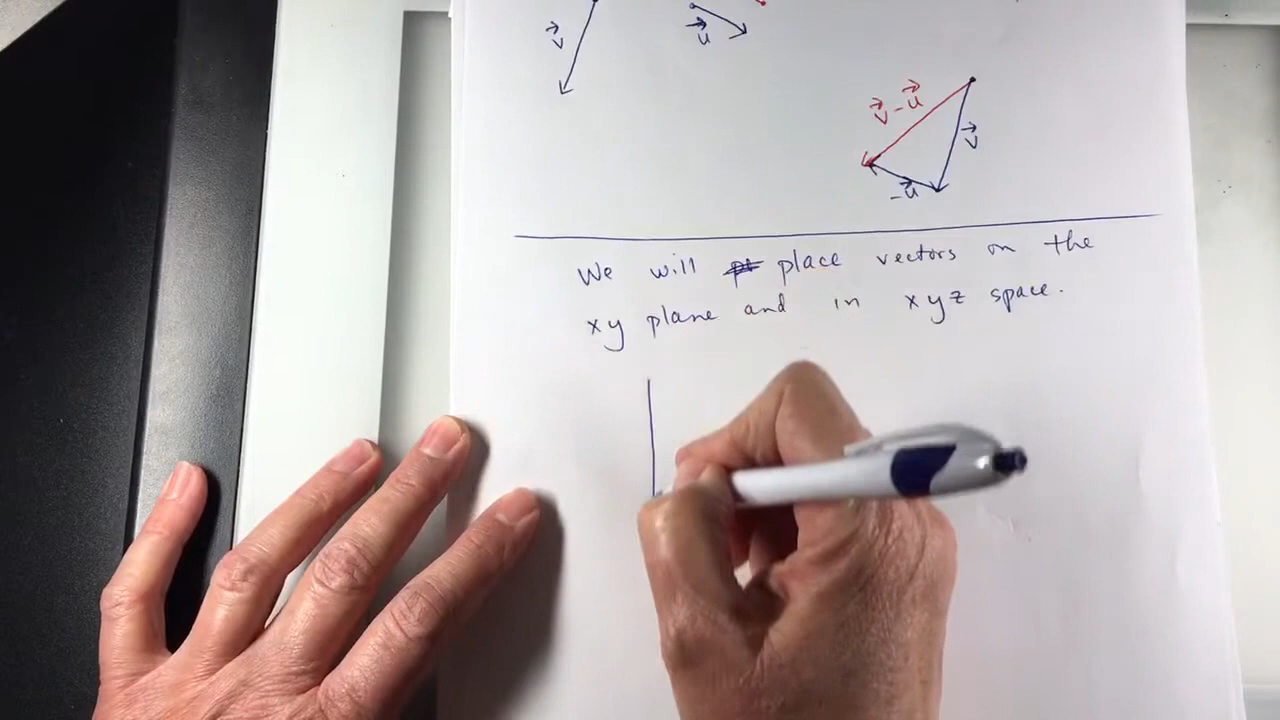 v⃗
u⃗
v⃗ - u⃗
v⃗
-u⃗
We will place vectors on the
xy plane and in xyz space.